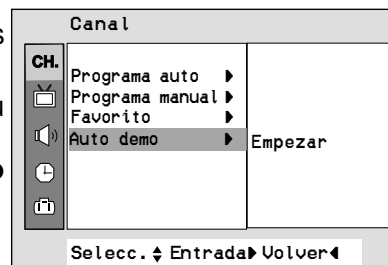 Canal
CH.
Programa auto
Programa manual
Favorito
Auto demo Empezar
Selecc. Entrada Volver